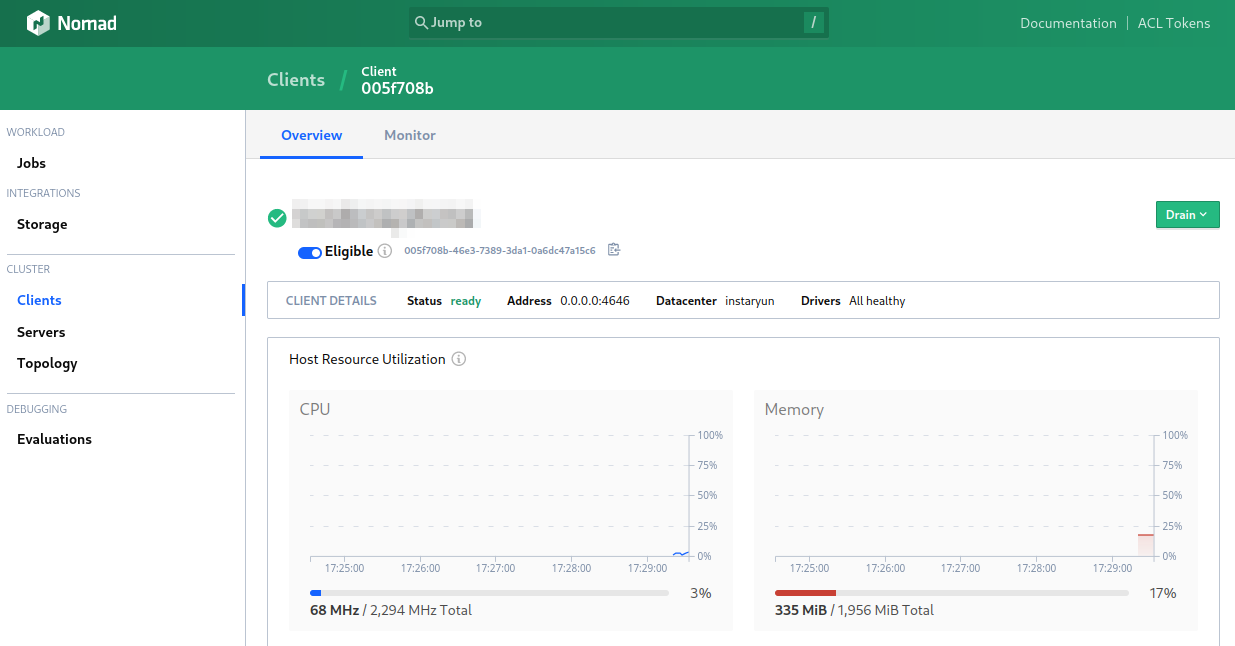 Nomad
Jump to
/
Documentation
ACL Tokens
Clients / Client
005f708b
WORKLOAD
Jobs
INTEGRATIONS
Storage
CLUSTER
Clients
Servers
Topology
DEBUGGING
Evaluations
Overview Monitor
Drain
Eligible 005f708b-46e3-7389-3da1-0a6dc47a15c6
CLIENT DETAILS Status ready Address 0.0.0.0:4646 Datacenter instaryun Drivers All healthy
Host Resource Utilization
CPU
100%
75%
50%
25%
0%
17:25:00 17:26:00 17:27:00 17:28:00 17:29:00
3%
68 MHz / 2,294 MHz Total
Memory
100%
75%
50%
25%
0%
17:25:00 17:26:00 17:27:00 17:28:00 17:29:00
17%
335 MiB / 1,956 MiB Total